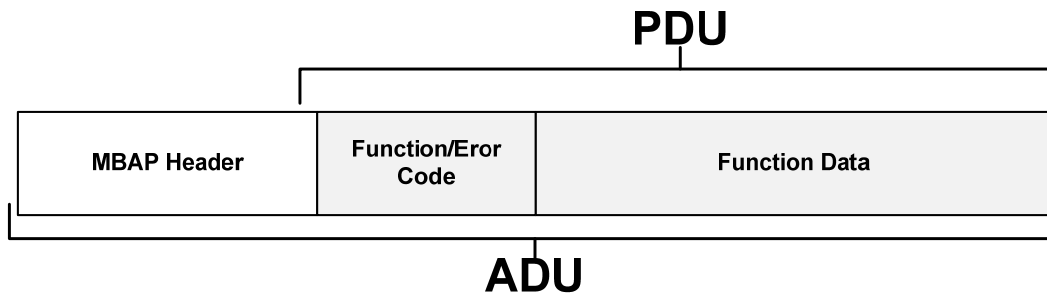 PDU
MBAP Header
Function/Eror
Code
Function Data
ADU